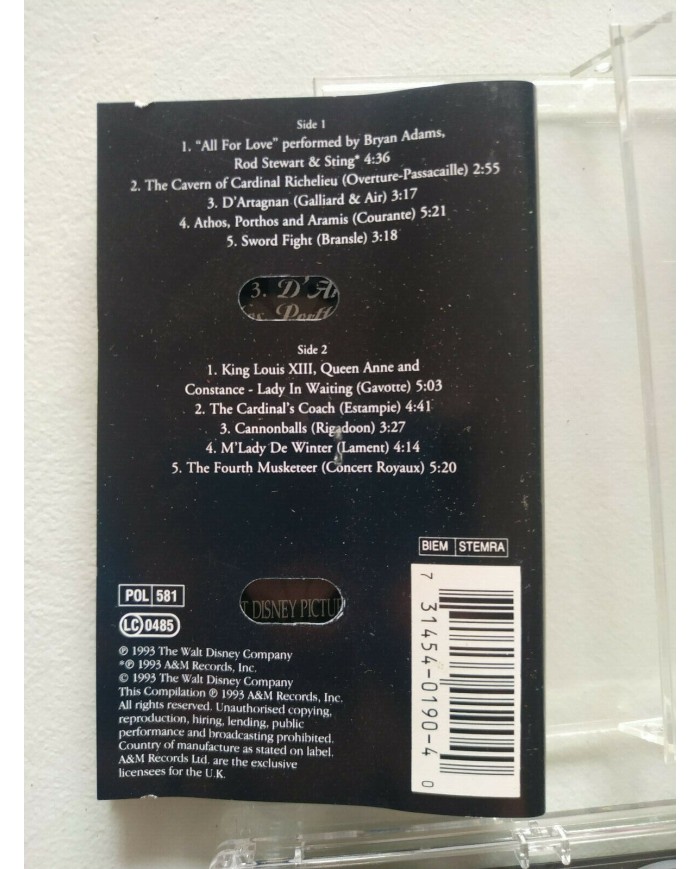 Side 1
1. "All For Love" performed by Bryan Adams,
Rod Stewart & Sting* 4:36
2. The Cavern of Cardinal Richelieu (Overture-Passacaille) 2:55
3. D'Artagnan (Galliard & Air) 3:17
4. Athos, Porthos and Aramis (Courante) 5:21
5. Sword Fight (Bransle) 3:18
3. D'Ar
os, Porth
Side 2
1. King Louis XIII, Queen Anne and
Constance - Lady In Waiting (Gavotte) 5:03
2. The Cardinal's Coach (Estampie) 4:41
3. Cannonballs (Rigadoon) 3:27
4. M'Lady De Winter (Lament) 4:14
5. The Fourth Musketeer (Concert Royaux) 5:20
BIEM STEMRA
POL 581
LC 0485
T DISNEY PICTU
℗ 1993 The Walt Disney Company
*℗ 1993 A&M Records, Inc.
© 1993 The Walt Disney Company
This Compilation ℗ 1993 A&M Records, Inc.
All rights reserved. Unauthorised copying,
reproduction, hiring, lending, public
performance and broadcasting prohibited.
Country of manufacture as stated on label.
A&M Records Ltd. are the exclusive
licensees for the U.K.
7 31454-0190-4 0